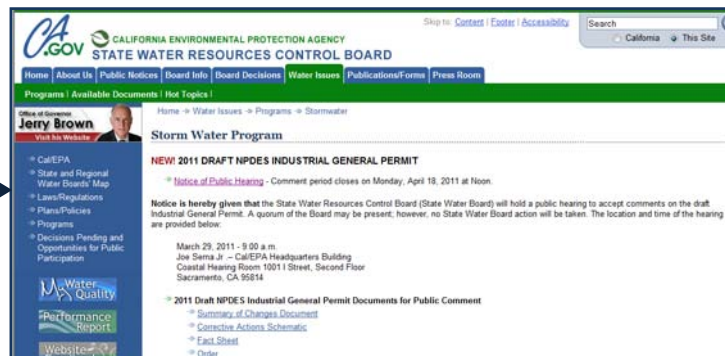 Skip to: Content | Footer | Accessibility
Search
California This Site
CA.GOV
CALIFORNIA ENVIRONMENTAL PROTECTION AGENCY
STATE WATER RESOURCES CONTROL BOARD
Home About Us Public Notices Board Info Board Decisions Water Issues Publications/Forms Press Room
Programs | Available Documents | Hot Topics |
Office of Governor
Jerry Brown
Visit his Website
Cal/EPA
State and Regional
Water Boards' Map
Laws/Regulations
Plans/Policies
Programs
Decisions Pending and
Opportunities for Public
Participation
My Water
Quality
Performance
Report
Website
Home → Water Issues → Programs → Stormwater
Storm Water Program
NEW! 2011 DRAFT NPDES INDUSTRIAL GENERAL PERMIT
Notice of Public Hearing - Comment period closes on Monday, April 18, 2011 at Noon.
Notice is hereby given that the State Water Resources Control Board (State Water Board) will hold a public hearing to accept comments on the draft
Industrial General Permit. A quorum of the Board may be present; however, no State Water Board action will be taken. The location and time of the hearing
are provided below:
March 29, 2011 - 9:00 a.m.
Joe Serna Jr. – Cal/EPA Headquarters Building
Coastal Hearing Room 1001 I Street, Second Floor
Sacramento, CA 95814
2011 Draft NPDES Industrial General Permit Documents for Public Comment
Summary of Changes Document
Corrective Actions Schematic
Fact Sheet
Order